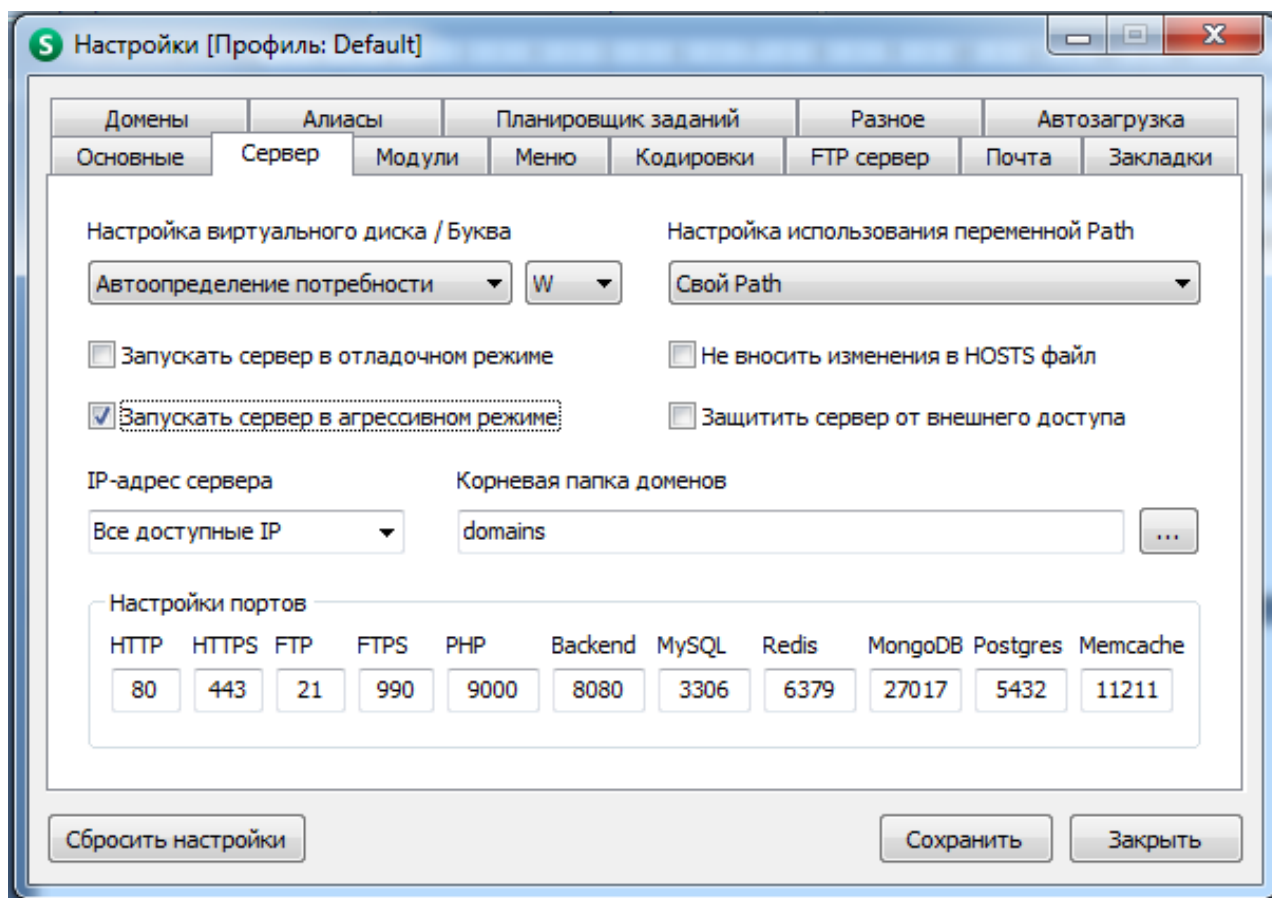 S Настройки [Профиль: Default]
Домены Алиасы Планировщик заданий Разное Автозагрузка
Основные Сервер Модули Меню Кодировки FTP сервер Почта Закладки
Настройка виртуального диска / Буква Настройка использования переменной Path
Автоопределение потребности W Свой Path
Запускать сервер в отладочном режиме Не вносить изменения в HOSTS файл
Запускать сервер в агрессивном режиме Защитить сервер от внешнего доступа
IP-адрес сервера Корневая папка доменов
Все доступные IP domains ...
Настройки портов
HTTP HTTPS FTP FTPS PHP Backend MySQL Redis MongoDB Postgres Memcache
80 443 21 990 9000 8080 3306 6379 27017 5432 11211
Сбросить настройки Сохранить Закрыть